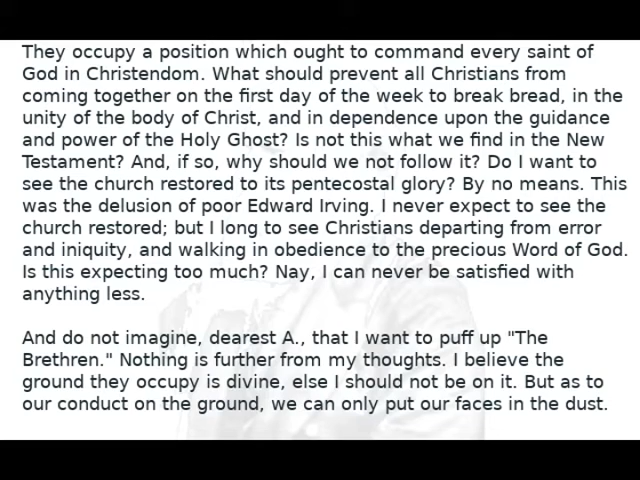 They occupy a position which ought to command every saint of
God in Christendom. What should prevent all Christians from
coming together on the first day of the week to break bread, in the
unity of the body of Christ, and in dependence upon the guidance
and power of the Holy Ghost? Is not this what we find in the New
Testament? And, if so, why should we not follow it? Do I want to
see the church restored to its pentecostal glory? By no means. This
was the delusion of poor Edward Irving. I never expect to see the
church restored; but I long to see Christians departing from error
and iniquity, and walking in obedience to the precious Word of God.
Is this expecting too much? Nay, I can never be satisfied with
anything less.
And do not imagine, dearest A., that I want to puff up "The
Brethren." Nothing is further from my thoughts. I believe the
ground they occupy is divine, else I should not be on it. But as to
our conduct on the ground, we can only put our faces in the dust.